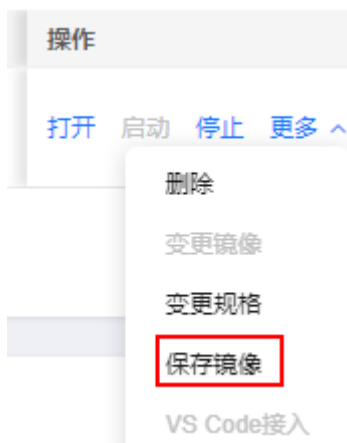 操作
打开 启动 停止 更多
删除
变更镜像
变更规格
保存镜像
VS Code接入